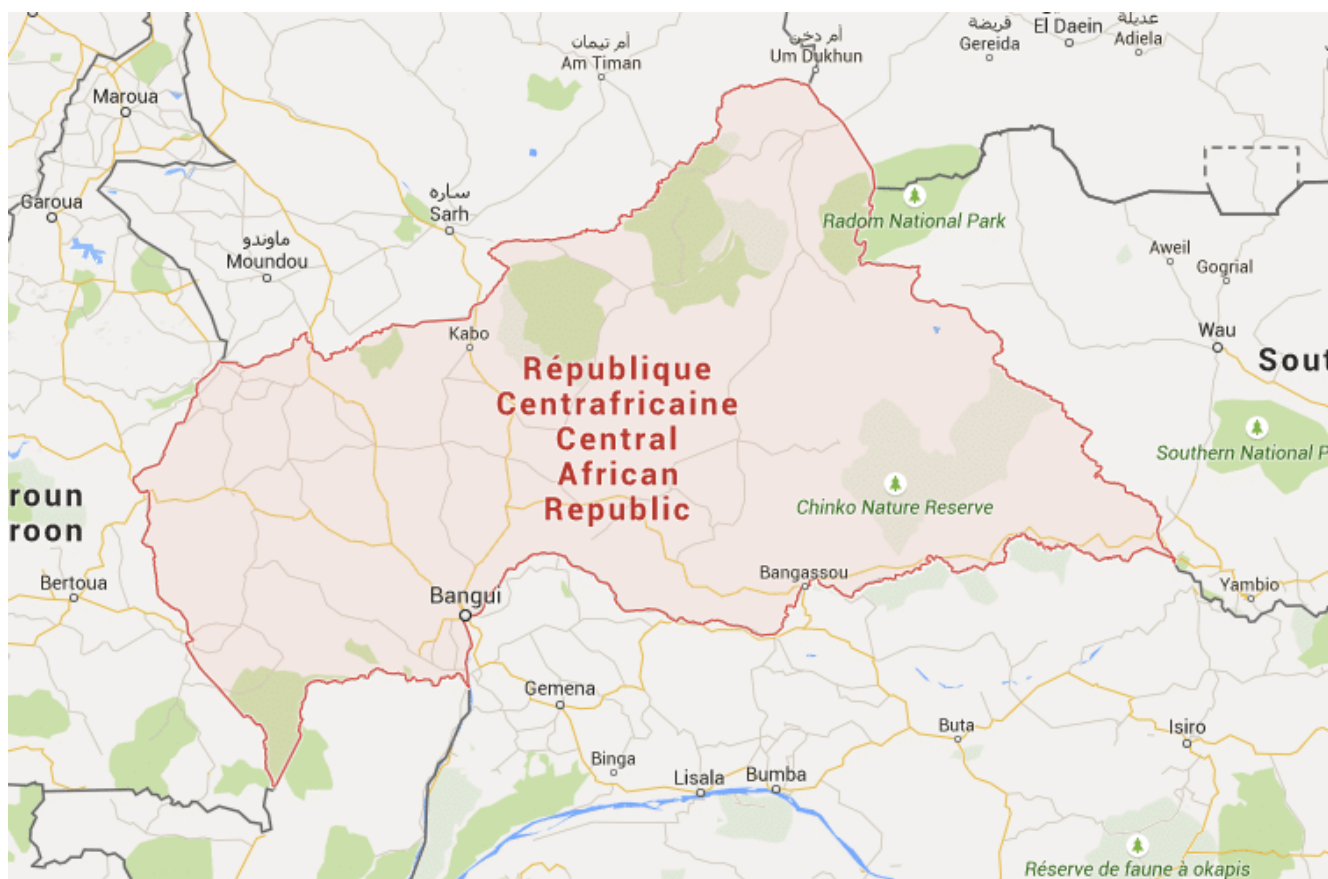 أم تيمان
Am Timan
أم دخن
Um Dukhun
قريضة
Gereida
El Daein
عديلة
Adiela
Maroua
Garoua
ساره
Sarh
ماوندو
Moundou
Radom National Park
Aweil
Gogrial
Wau
Sout
Kabo
République
Centrafricaine
Central
African
Republic
Southern National P
Chinko Nature Reserve
roun
roon
Bertoua
Bangui
Bangassou
Yambio
Gemena
Binga
Lisala
Bumba
Buta
Isiro
Réserve de faune à okapis